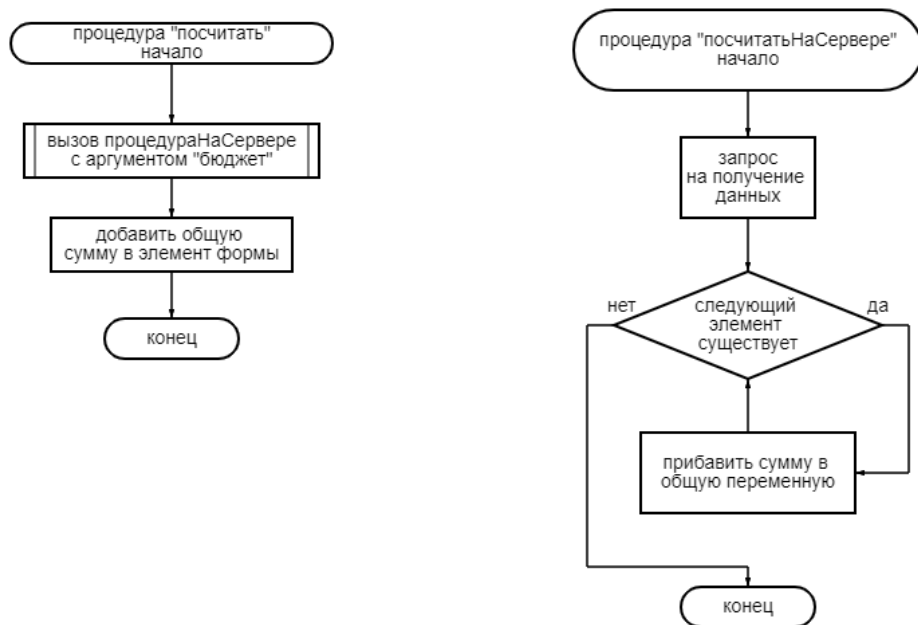 процедура "посчитать"
начало
вызов процедураНаСервере
с аргументом "бюджет"
добавить общую
сумму в элемент формы
конец
процедура "посчитатьНаСервере"
начало
запрос
на получение
данных
нет
следующий
элемент
существует
да
прибавить сумму в
общую переменную
конец